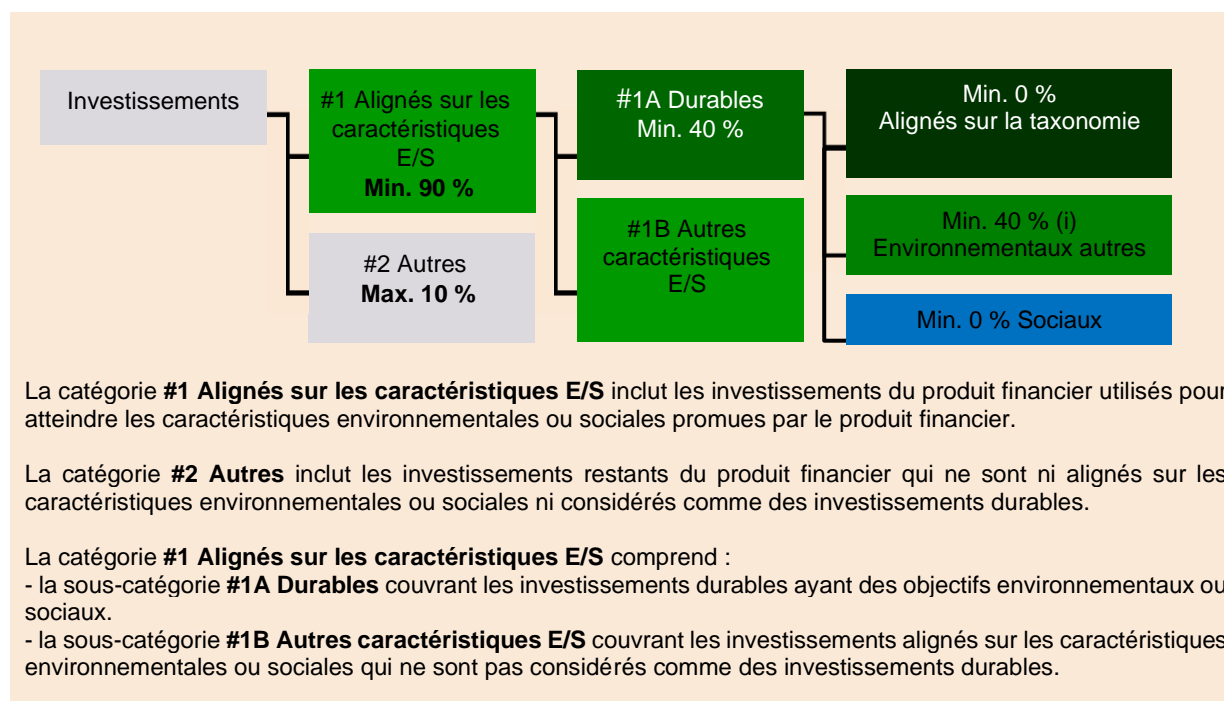 Investissements
#1 Alignés sur les
caractéristiques
E/S
Min. 90 %
#2 Autres
Max. 10 %
#1A Durables
Min. 40 %
#1B Autres
caractéristiques
E/S
Min. 0 %
Alignés sur la taxonomie
Min. 40 % (i)
Environnementaux autres
Min. 0 % Sociaux
La catégorie #1 Alignés sur les caractéristiques E/S inclut les investissements du produit financier utilisés pour
atteindre les caractéristiques environnementales ou sociales promues par le produit financier.
La catégorie #2 Autres inclut les investissements restants du produit financier qui ne sont ni alignés sur les
caractéristiques environnementales ou sociales ni considérés comme des investissements durables.
La catégorie #1 Alignés sur les caractéristiques E/S comprend :
- la sous-catégorie #1A Durables couvrant les investissements durables ayant des objectifs environnementaux ou
sociaux.
- la sous-catégorie #1B Autres caractéristiques E/S couvrant les investissements alignés sur les caractéristiques
environnementales ou sociales qui ne sont pas considérés comme des investissements durables.